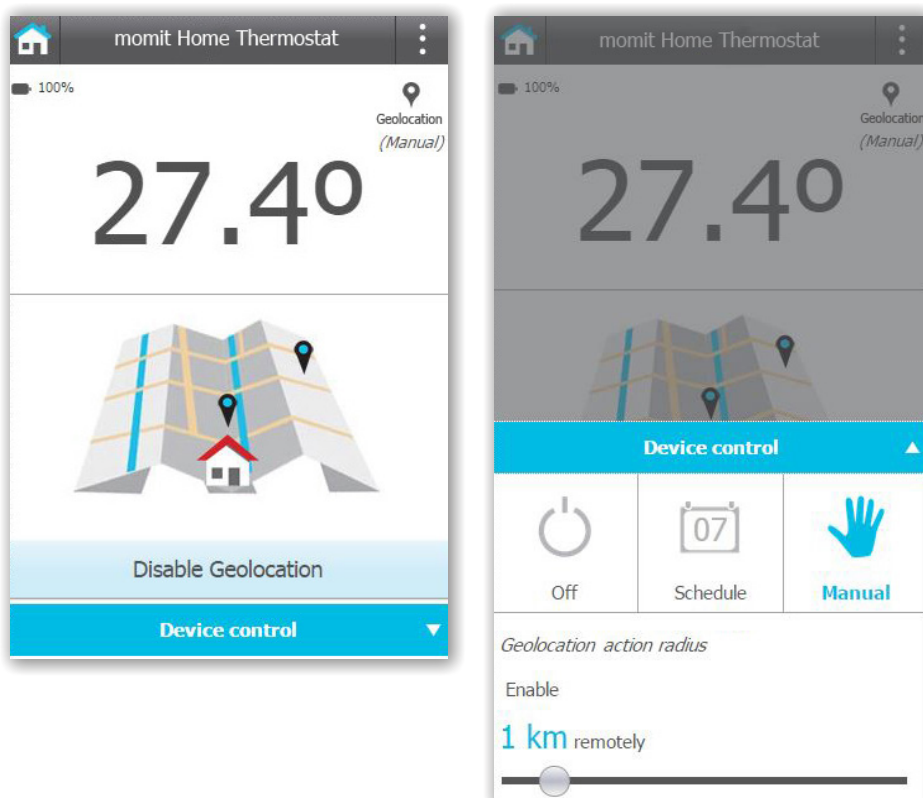 momit Home Thermostat
100%
Geolocation
(Manual)
27.4º
Disable Geolocation
Device control
momit Home Thermostat
100%
Geolocation
(Manual)
27.4º
Device control
07
Off
Schedule
Manual
Geolocation action radius
Enable
1 km remotely